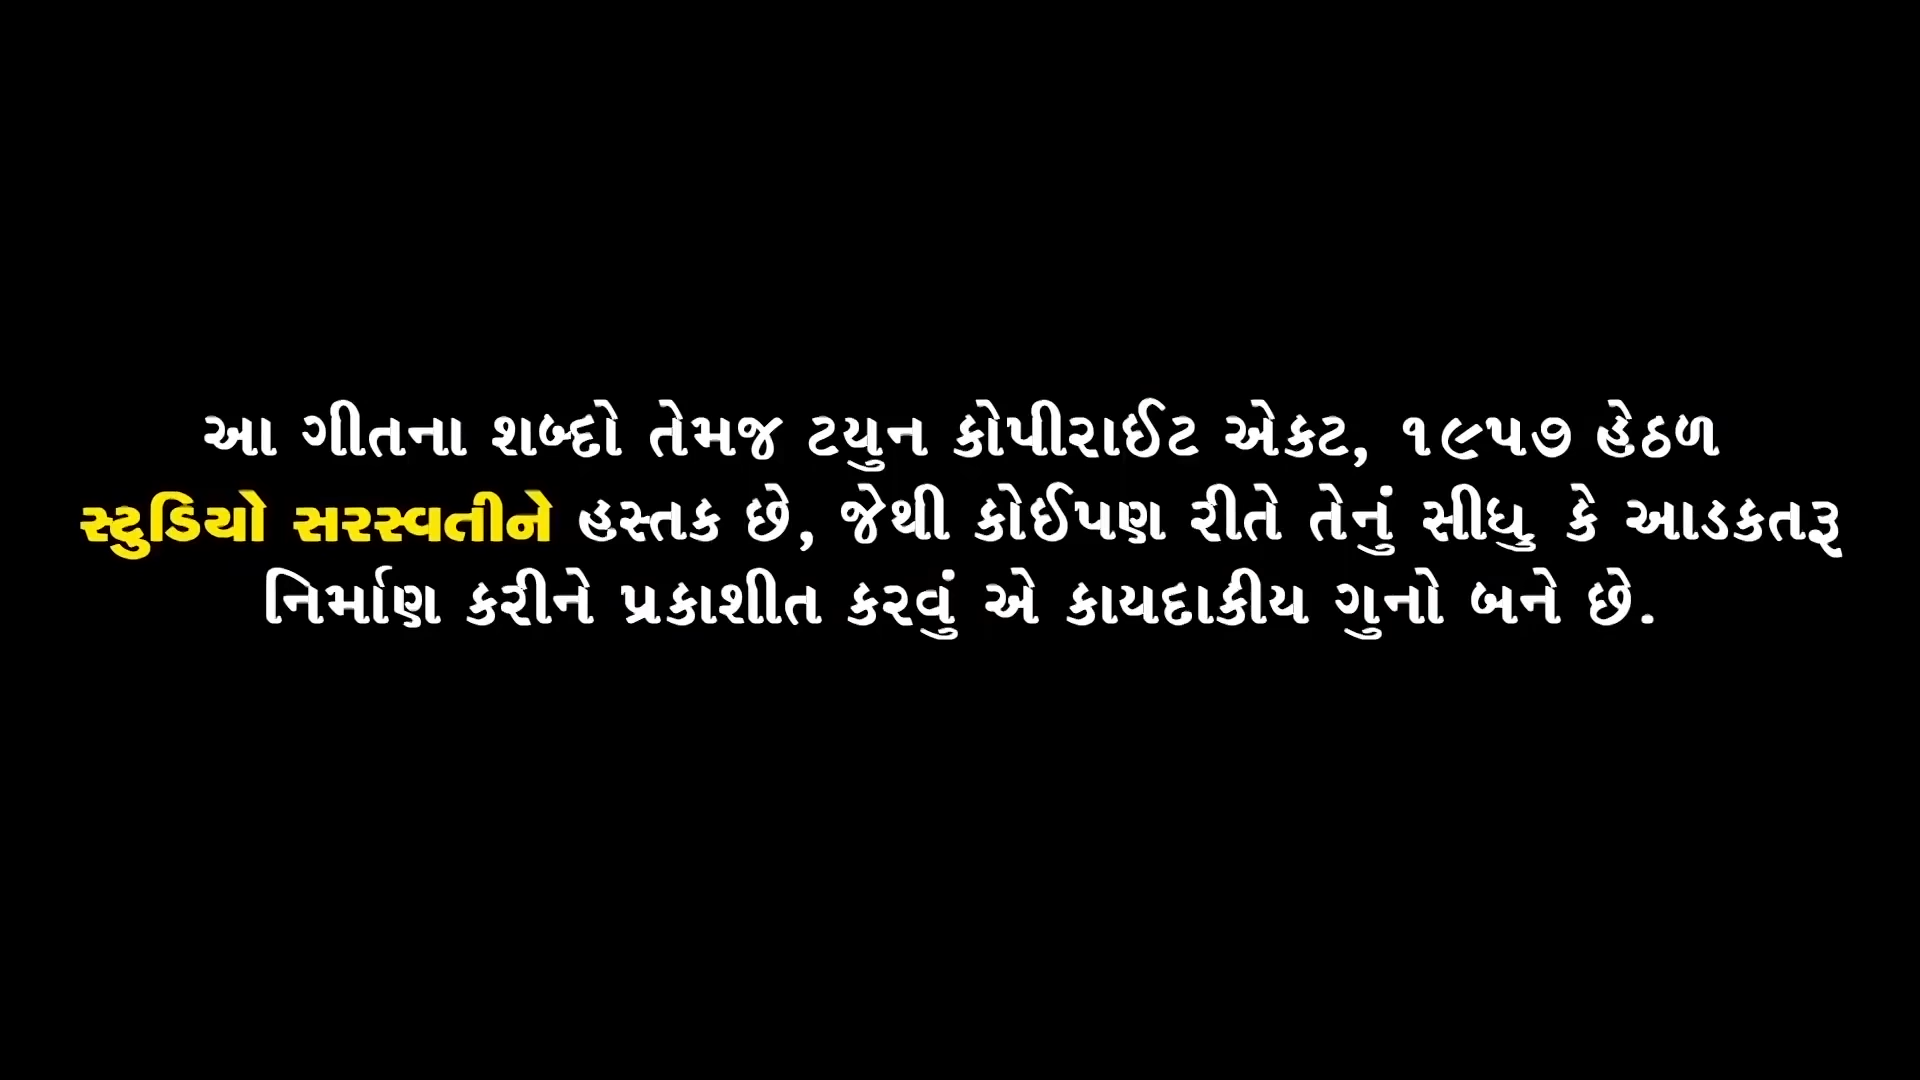 આ ગીતના શબ્દો તેમજ ટયુન કોપીરાઈટ એકટ, ૧૯૫૭ હેઠળ
સ્ટુડિયો સરસ્વતીને હસ્તક છે, જેથી કોઈપણ રીતે તેનું સીધુ કે આડકતરૂ
નિર્માણ કરીને પ્રકાશીત કરવું એ કાયદાકીય ગુનો બને છે.